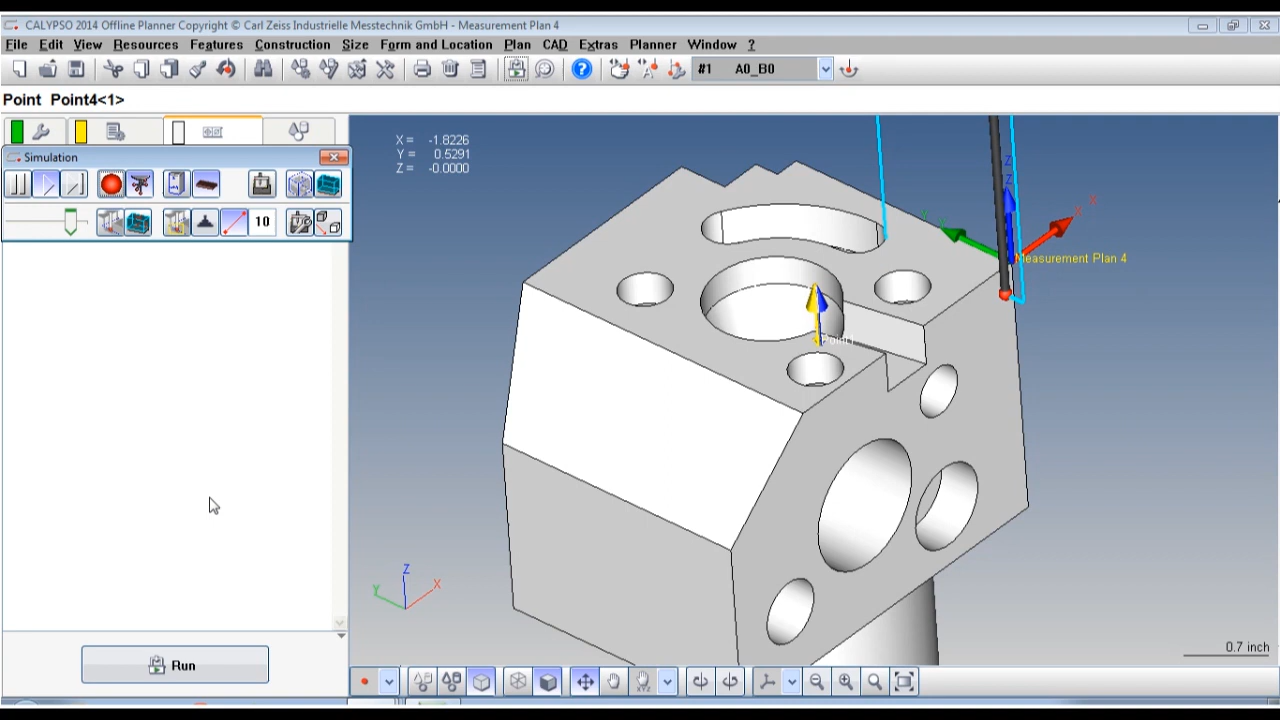 CALYPSO 2014 Offline Planner Copyright © Carl Zeiss Industrielle Messtechnik GmbH - Measurement Plan 4
File Edit View Resources Features Construction Size Form and Location Plan CAD Extras Planner Window ?
#1 A0_B0
Point Point4<1>
Simulation
10
X = -1.8226
Y = 0.5291
Z = -0.0000
Z
Z
X
X
Y
Measurement Plan 4
Point1
Z
Y
X
0.7 inch
Run
XYZ